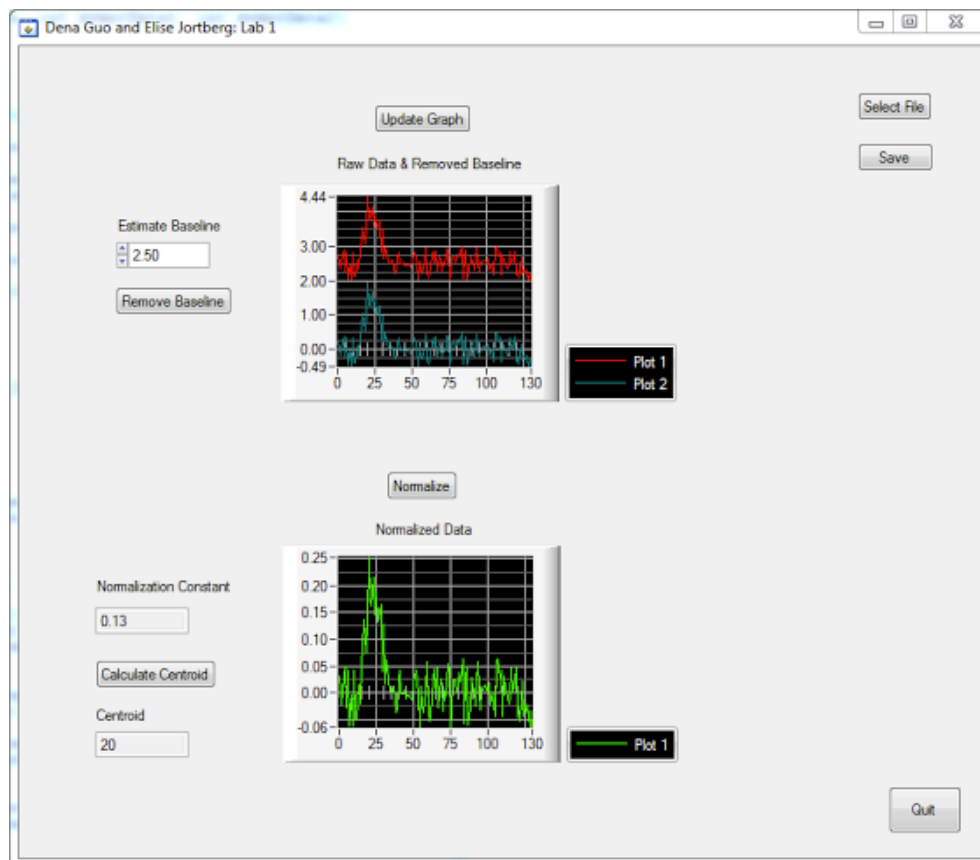 Dena Guo and Elise Jortberg: Lab 1
Select File
Update Graph
Save
Raw Data & Removed Baseline
Estimate Baseline
2.50
Remove Baseline
4.44
3.00
2.00
1.00
0.00
-0.49
0 25 50 75 100 130
Plot 1
Plot 2
Normalize
Normalized Data
Normalization Constant
0.13
Calculate Centroid
Centroid
20
0.25
0.20
0.15
0.10
0.05
0.00
-0.06
0 25 50 75 100 130
Plot 1
Quit